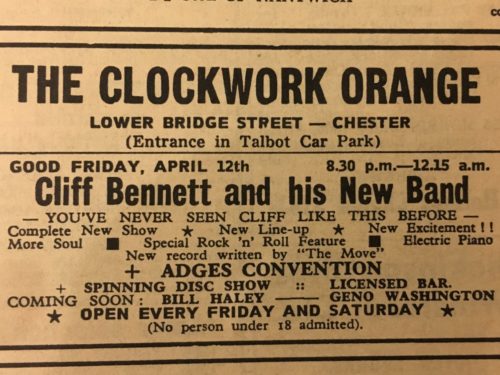 THE CLOCKWORK ORANGE
LOWER BRIDGE STREET — CHESTER
(Entrance in Talbot Car Park)
GOOD FRIDAY, APRIL 12th 8.30 p.m.—12.15 a.m.
Cliff Bennett and his New Band
— YOU'VE NEVER SEEN CLIFF LIKE THIS BEFORE —
Complete New Show ★ New Line-up ★ New Excitement ! !
More Soul ■ Special Rock 'n' Roll Feature ■ Electric Piano
New record written by "The Move"
+ ADGES CONVENTION
+ SPINNING DISC SHOW :: LICENSED BAR.
COMING SOON: BILL HALEY —— GENO WASHINGTON
★ OPEN EVERY FRIDAY AND SATURDAY ★
(No person under 18 admitted).